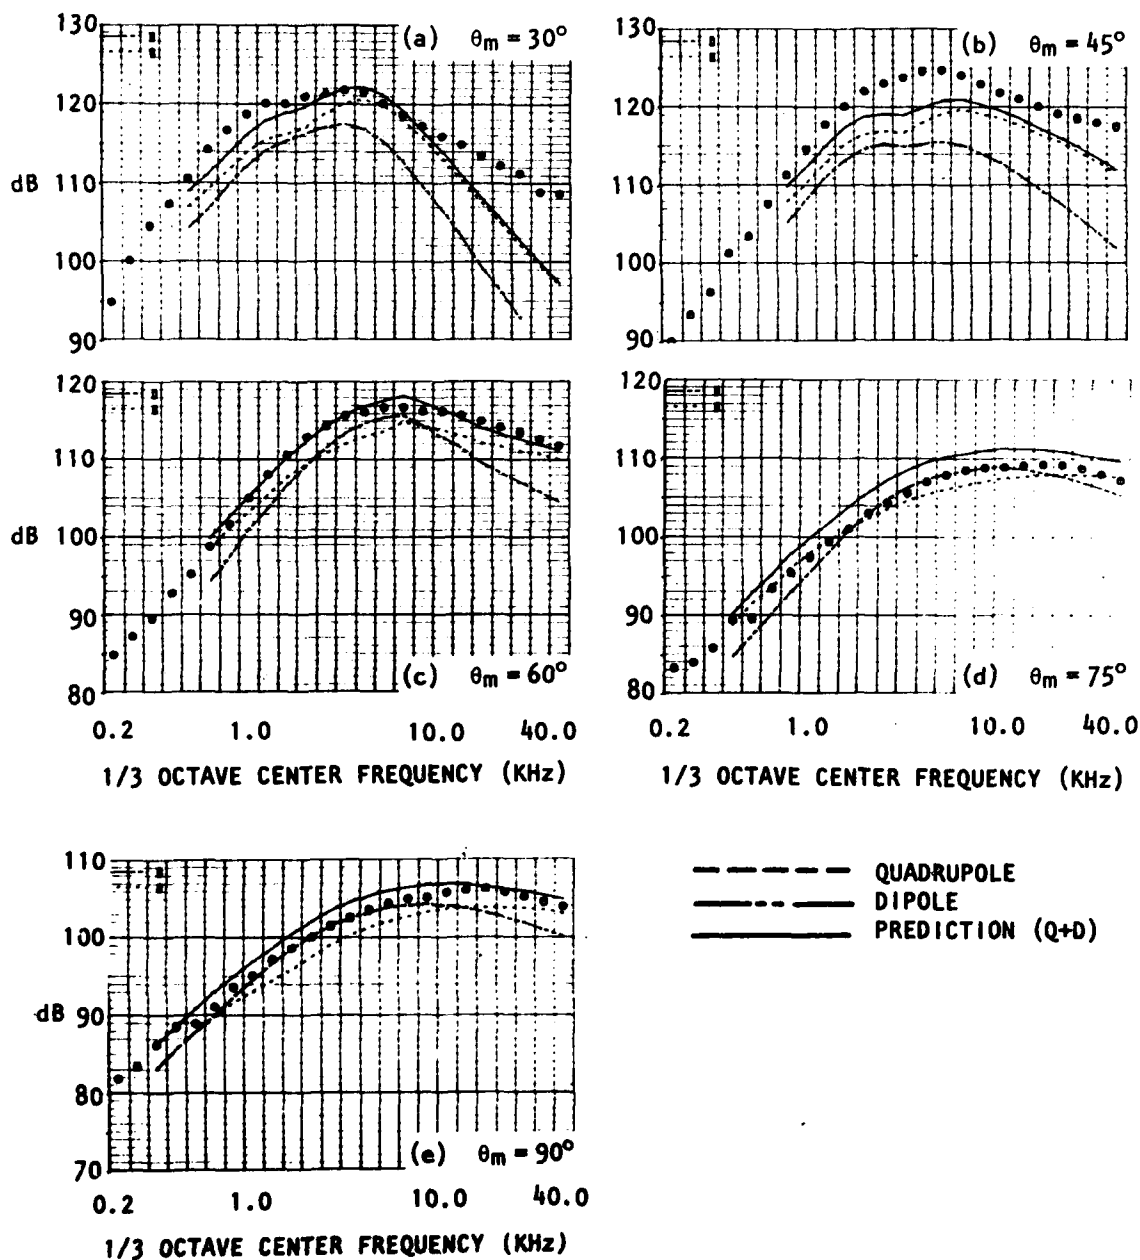 130
(a) θm = 30°
120
dB
110
100
90
130
(b) θm = 45°
120
110
100
90
120
110
dB
100
90
80
(c) θm = 60°
0.2 1.0 10.0 40.0
1/3 OCTAVE CENTER FREQUENCY (KHz)
120
110
100
90
80
(d) θm = 75°
0.2 1.0 10.0 40.0
1/3 OCTAVE CENTER FREQUENCY (KHz)
110
100
dB
90
80
70
(e) θm = 90°
0.2 1.0 10.0 40.0
1/3 OCTAVE CENTER FREQUENCY (KHz)
QUADRUPOLE
DIPOLE
PREDICTION (Q+D)